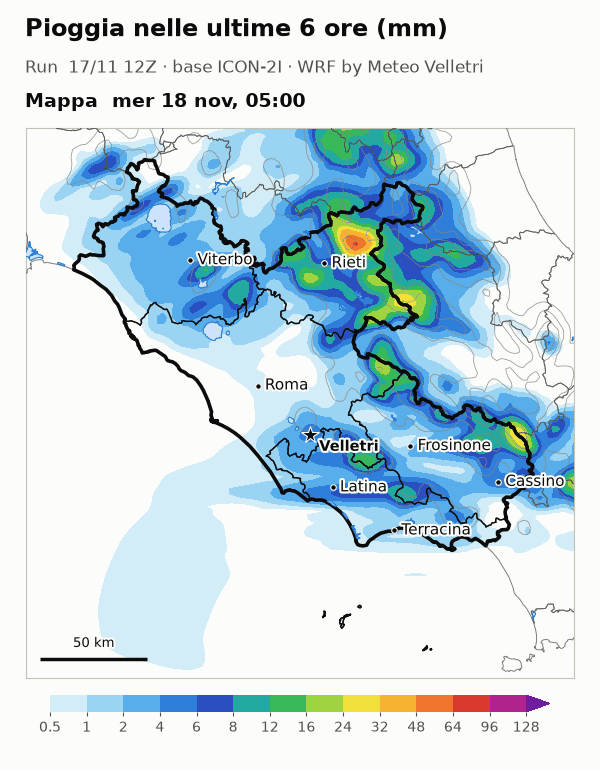 Pioggia nelle ultime 6 ore (mm)
Run  17/11 12Z · base ICON-2I · WRF by Meteo Velletri
Mappa  mer 18 nov, 05:00
Viterbo
Rieti
Roma
Velletri
Frosinone
Cassino
Latina
Terracina
50 km
0.5 1 2 4 6 8 12 16 24 32 48 64 96 128